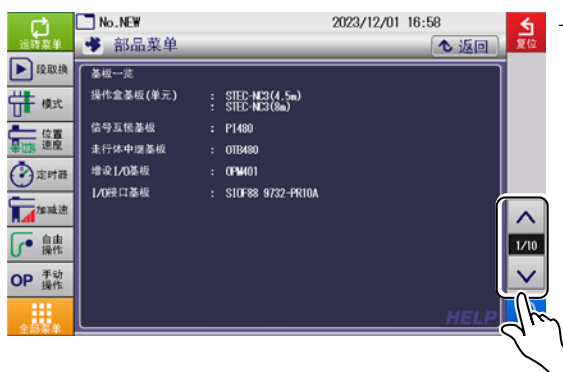 No.NEW 2023/12/01 16:58
运转菜单
部品菜单
返回
复位
段取换
模式
位置
速度
定时器
加减速
自由
操作
OP 手动
操作
全部菜单
基板一览
操作盒基板(单元) : STEC-NC3(4.5m)
: STEC-NC3(8m)
信号互锁基板 : PI480
走行体中继基板 : OTB480
增设I/O基板 : OPM401
I/O接口基板 : SIOF88 9732-PR10A
1/10
HELP